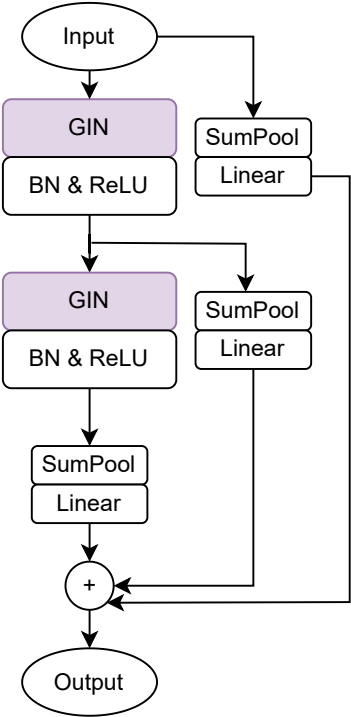 Input
GIN
BN & ReLU
SumPool
Linear
GIN
BN & ReLU
SumPool
Linear
SumPool
Linear
+
Output